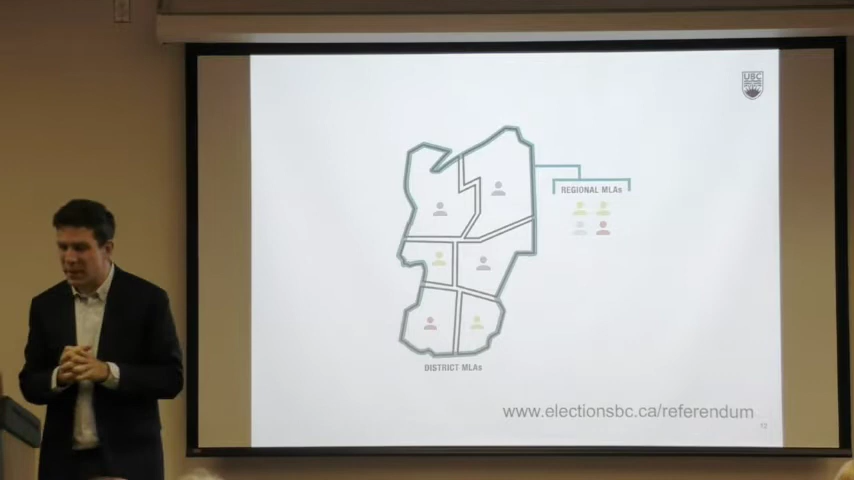 UBC
REGIONAL MLAs
DISTRICT MLAs
www.electionsbc.ca/referendum